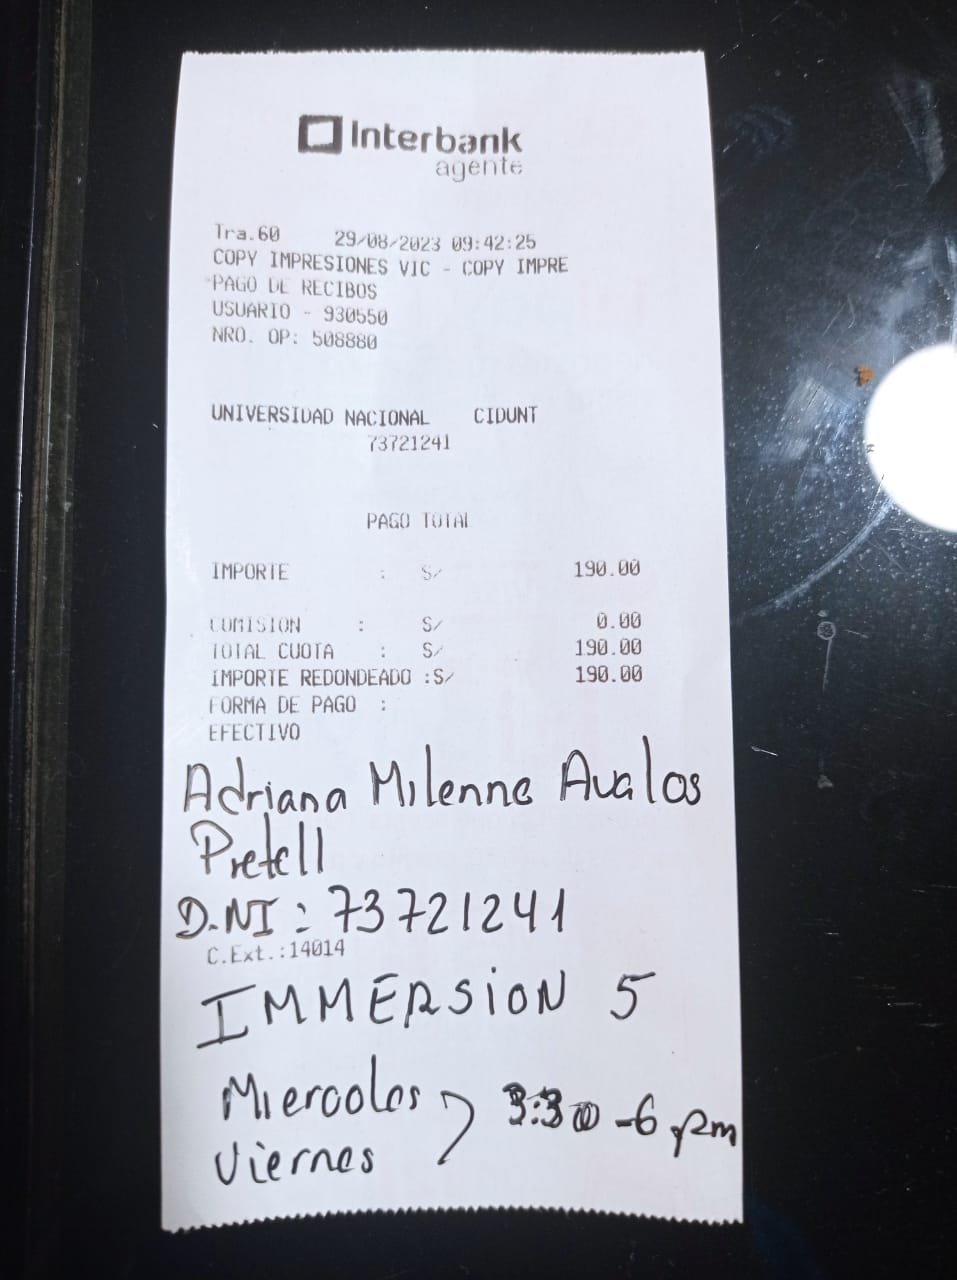 Interbank
agente
Tra.60 29/08/2023 09:42:25
COPY IMPRESIONES VIC - COPY IMPRE
PAGO DE RECIBOS
USUARIO - 930550
NRO. OP: 508880
UNIVERSIDAD NACIONAL CIDUNT
73721241
PAGO TOTAL
IMPORTE : S/ 190.00
COMISION : S/ 0.00
TOTAL CUOTA : S/ 190.00
IMPORTE REDONDEADO :S/ 190.00
FORMA DE PAGO :
EFECTIVO
Adriana Milenne Avalos
Pretell
D.NI : 73721241
C.Ext.:14014
IMMERSION 5
Miercoles
Viernes
3:30 -6 pm